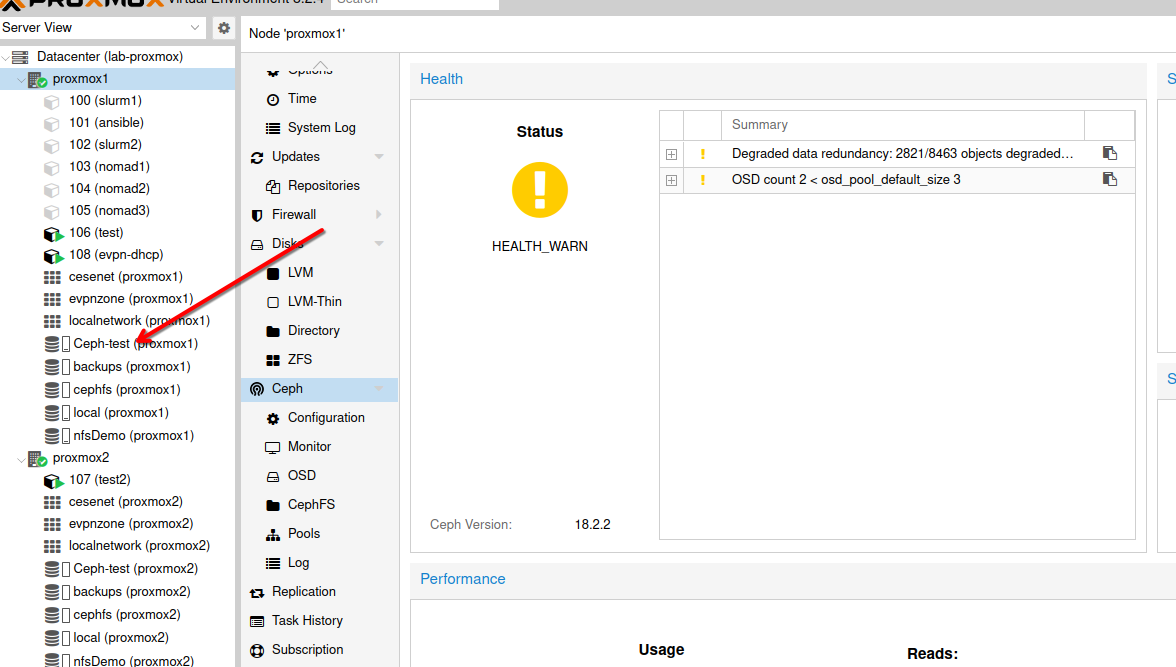 PROXMOX Virtual Environment 8.2.4 Search
Server View
Datacenter (lab-proxmox)
proxmox1
100 (slurm1)
101 (ansible)
102 (slurm2)
103 (nomad1)
104 (nomad2)
105 (nomad3)
106 (test)
108 (evpn-dhcp)
cesenet (proxmox1)
evpnzone (proxmox1)
localnetwork (proxmox1)
Ceph-test (proxmox1)
backups (proxmox1)
cephfs (proxmox1)
local (proxmox1)
nfsDemo (proxmox1)
proxmox2
107 (test2)
cesenet (proxmox2)
evpnzone (proxmox2)
localnetwork (proxmox2)
Ceph-test (proxmox2)
backups (proxmox2)
cephfs (proxmox2)
local (proxmox2)
nfsDemo (proxmox2)
Node 'proxmox1'
Options
Time
System Log
Updates
Repositories
Firewall
Disks
LVM
LVM-Thin
Directory
ZFS
Ceph
Configuration
Monitor
OSD
CephFS
Pools
Log
Replication
Task History
Subscription
Health
Status
HEALTH_WARN
Ceph Version: 18.2.2
Summary
Degraded data redundancy: 2821/8463 objects degraded…
OSD count 2 < osd_pool_default_size 3
Performance
Usage
Reads:
S
S